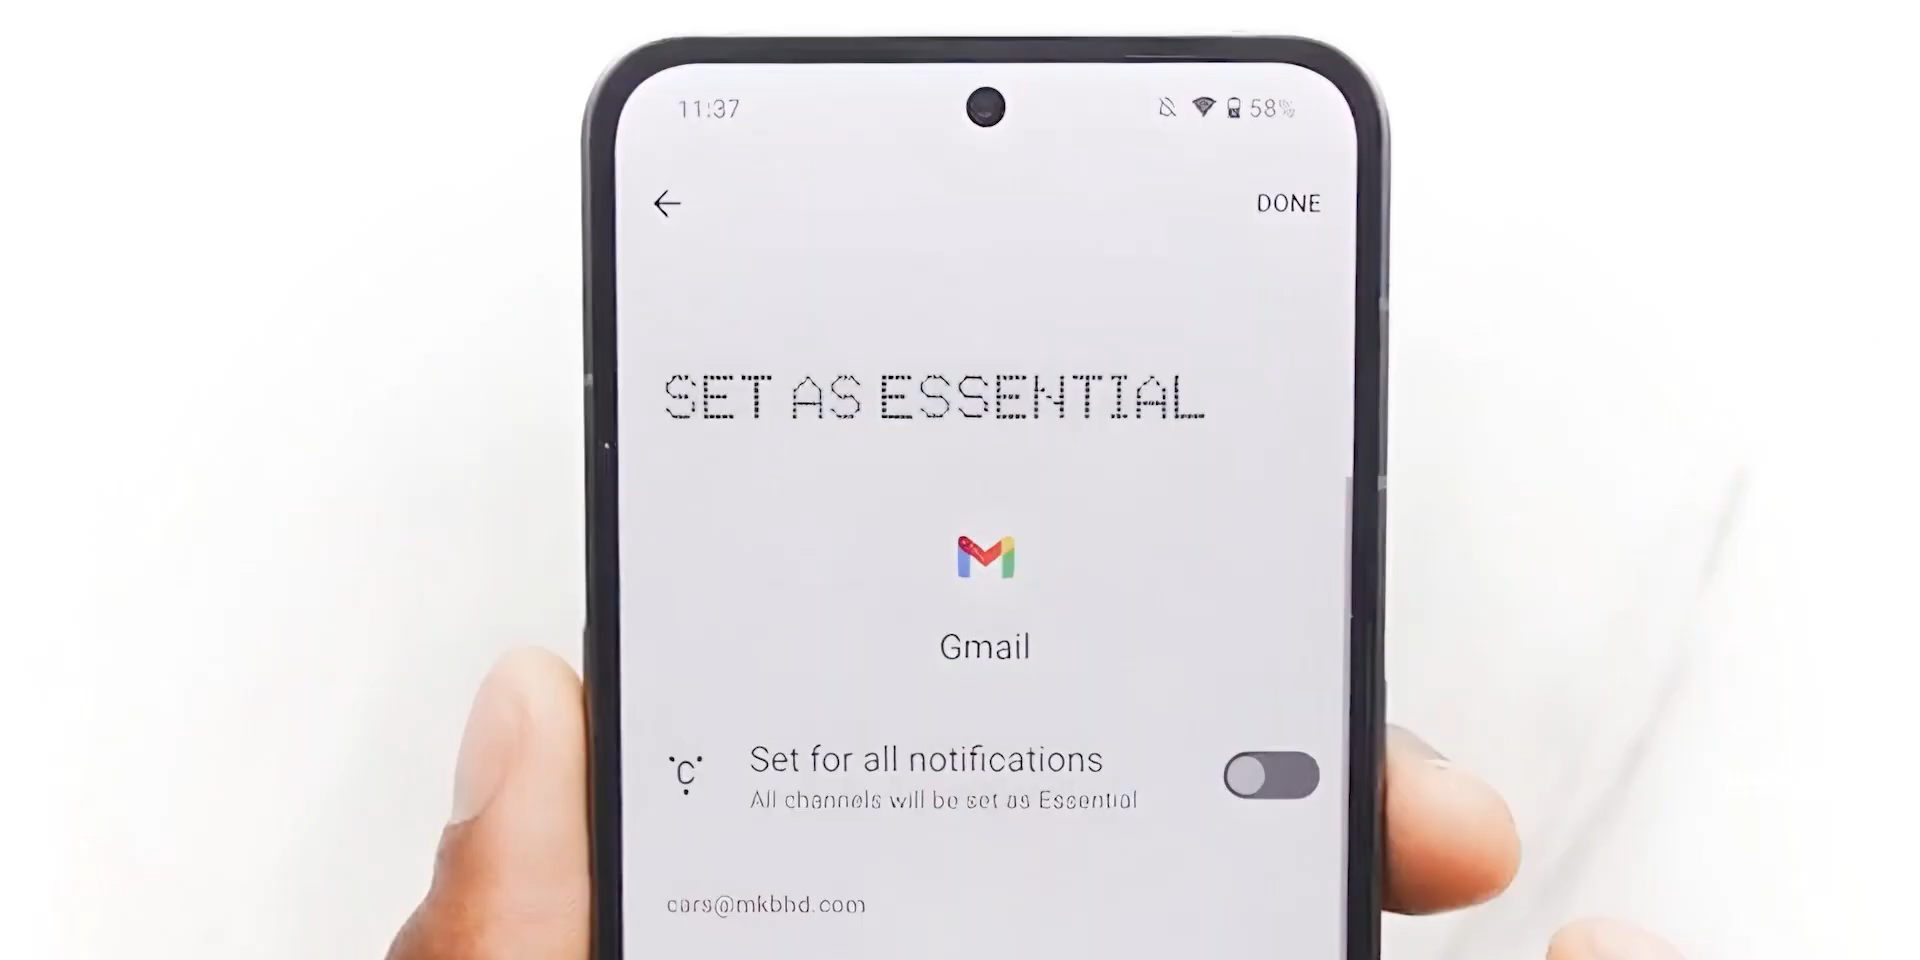 11:37
58%
DONE
SET AS ESSENTIAL
Gmail
Set for all notifications
All channels will be set as Essential
cars@mkbhd.com